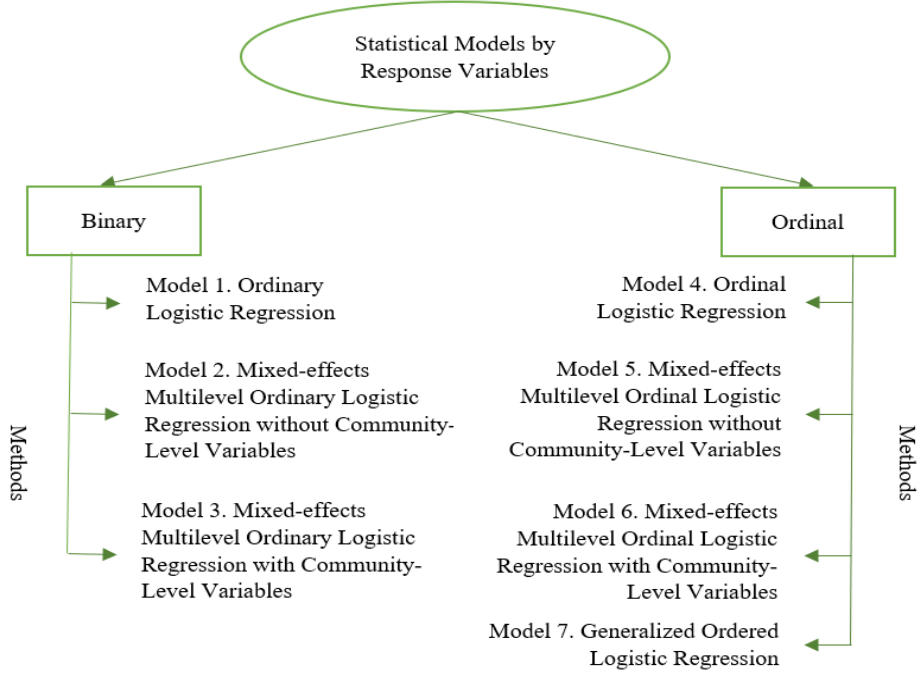 Statistical Models by
Response Variables
Binary
Ordinal
Model 1. Ordinary
Logistic Regression
Model 2. Mixed-effects
Multilevel Ordinary Logistic
Regression without Community-
Level Variables
Model 3. Mixed-effects
Multilevel Ordinary Logistic
Regression with Community-
Level Variables
Methods
Model 4. Ordinal
Logistic Regression
Model 5. Mixed-effects
Multilevel Ordinal Logistic
Regression without
Community-Level Variables
Model 6. Mixed-effects
Multilevel Ordinal Logistic
Regression with Community-
Level Variables
Model 7. Generalized Ordered
Logistic Regression
Methods